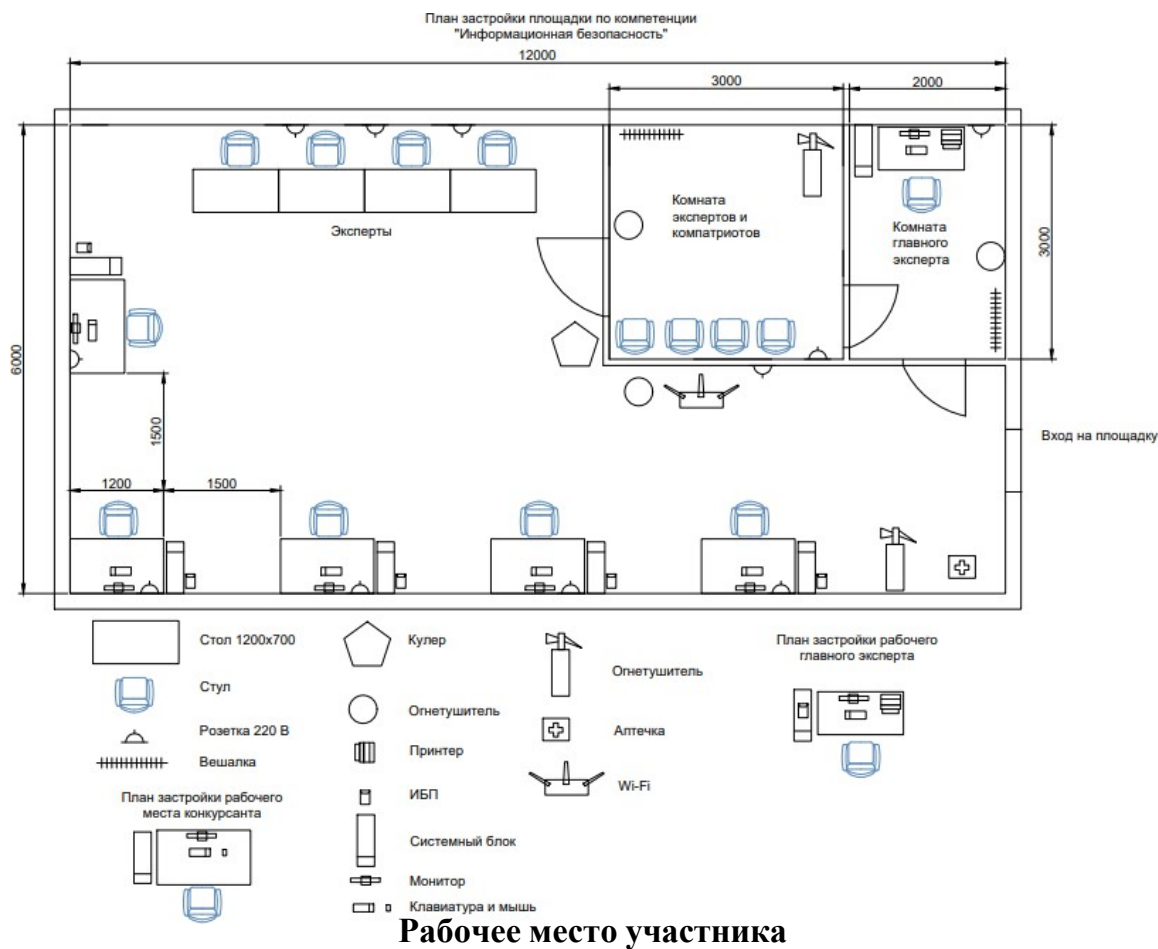 План застройки площадки по компетенции
"Информационная безопасность"
12000
3000
2000
Эксперты
Комната
экспертов и
компатриотов
Комната
главного
эксперта
3000
6000
1500
1200
1500
Вход на площадку
Стол 1200x700
Стул
Розетка 220 В
Вешалка
План застройки рабочего
места конкурсанта
Кулер
Огнетушитель
Принтер
ИБП
Системный блок
Монитор
Клавиатура и мышь
Огнетушитель
Аптечка
Wi-Fi
План застройки рабочего
главного эксперта
Рабочее место участника